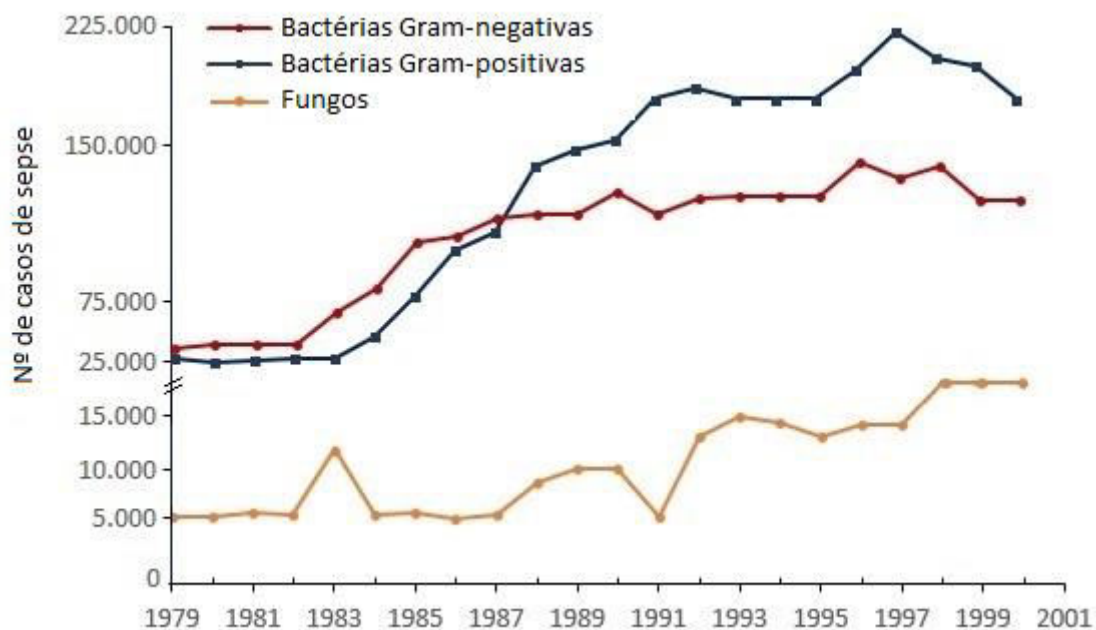 225.000
Bactérias Gram-negativas
Bactérias Gram-positivas
Fungos
150.000
Nº de casos de sepse
75.000
25.000
15.000
10.000
5.000
0
1979 1981 1983 1985 1987 1989 1991 1993 1995 1997 1999 2001